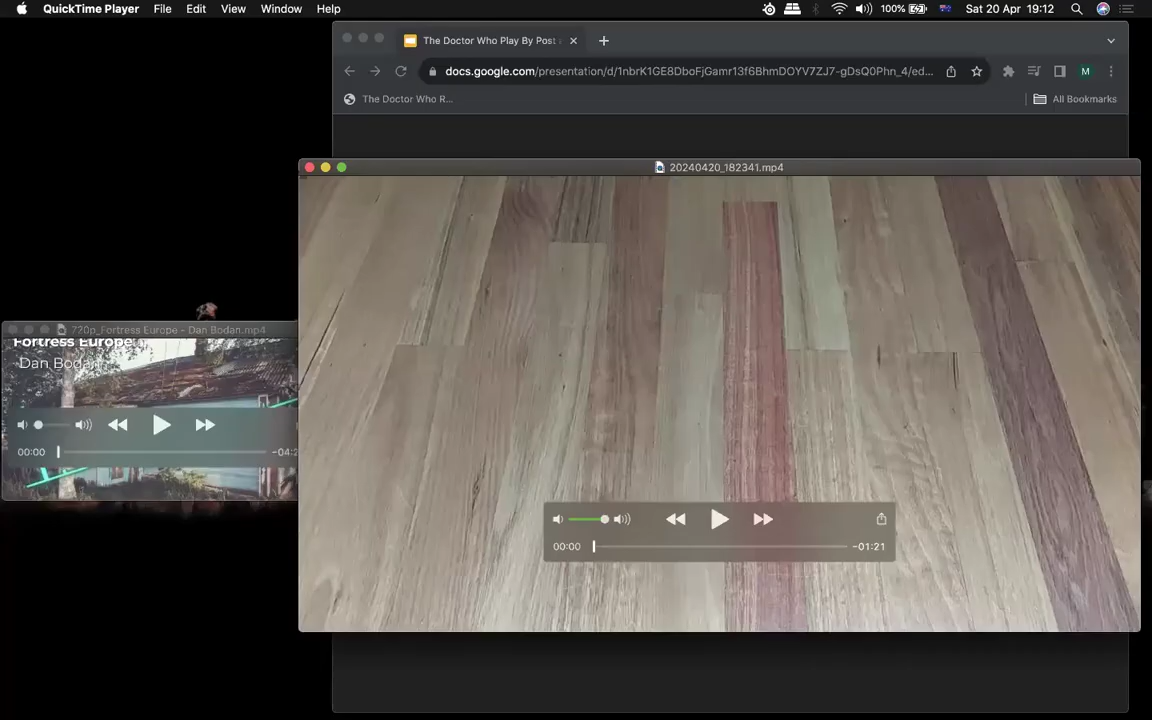 QuickTime Player File Edit View Window Help 100% Sat 20 Apr 19:12
The Doctor Who Play By Post
docs.google.com/presentation/d/1nbrK1GE8DboFjGamr13f6BhmDOYV7ZJ7-gDsQ0Phn_4/ed...
M
The Doctor Who R...
All Bookmarks
20240420_182341.mp4
720p_Fortress Europe - Dan Bodan.mp4
Fortress Europe
Dan Bodan
00:00
00:00 -01:21